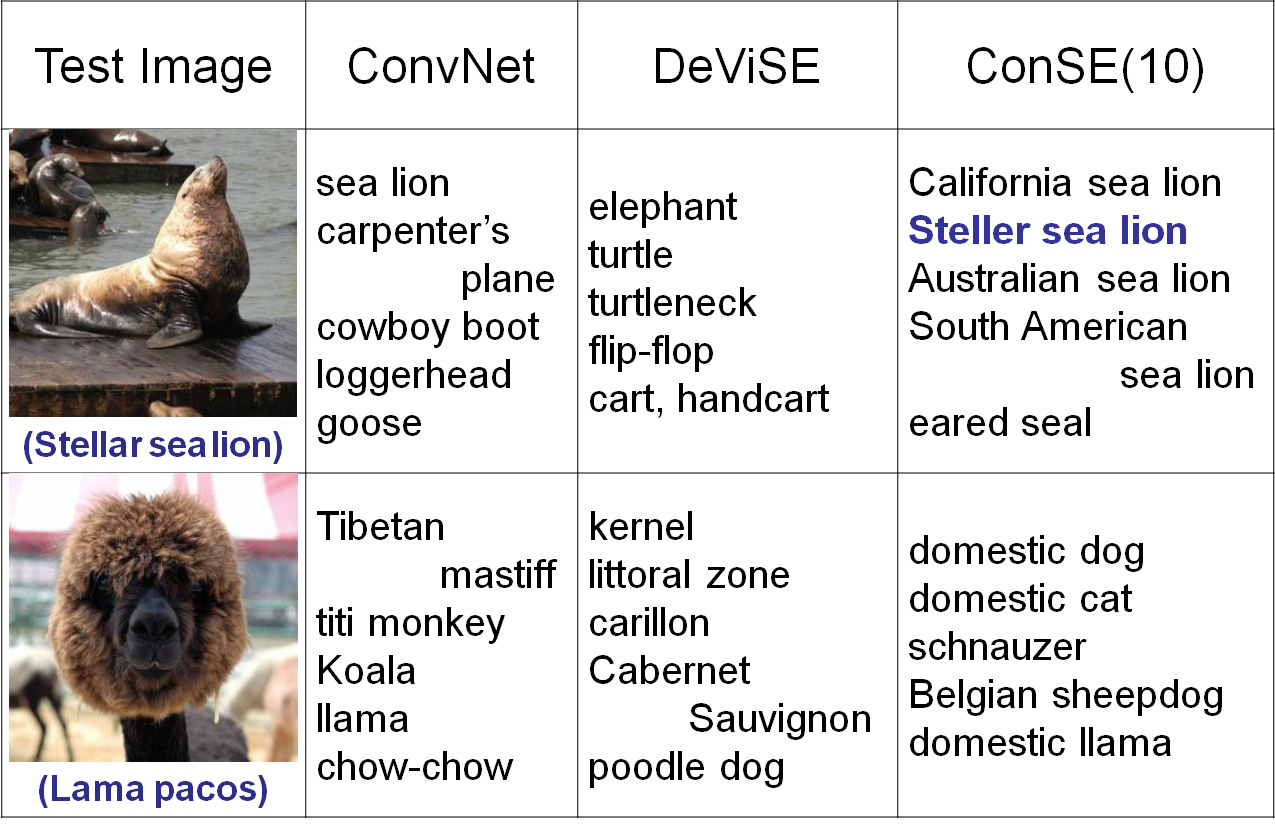 Test Image
ConvNet
DeViSE
ConSE(10)
(Stellar sea lion)
sea lion
carpenter's
plane
cowboy boot
loggerhead
goose
elephant
turtle
turtleneck
flip-flop
cart, handcart
California sea lion
Steller sea lion
Australian sea lion
South American
sea lion
eared seal
(Lama pacos)
Tibetan
mastiff
titi monkey
Koala
llama
chow-chow
kernel
littoral zone
carillon
Cabernet
Sauvignon
poodle dog
domestic dog
domestic cat
schnauzer
Belgian sheepdog
domestic llama